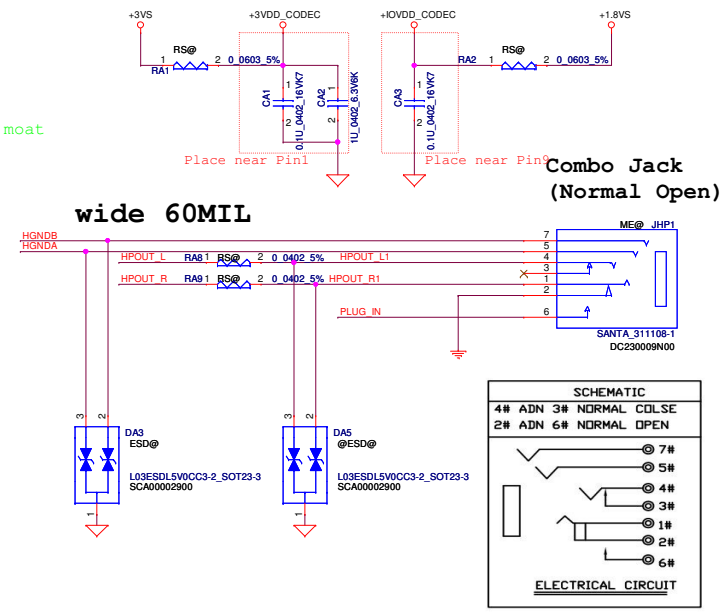 +3VS
+3VDD_CODEC
+IOVDD_CODEC
+1.8VS
RS@
1
2
0_0603_5%
RA1
RA2
1
RS@
2
0_0603_5%
1
CA1
2
0.1U_0402_16VK7
1
CA2
2
1U_0402_6.3V6K
1
CA3
2
0.1U_0402_16VK7
moat
Place near Pin1
Place near Pin9
Combo Jack
(Normal Open)
wide 60MIL
ME@ JHP1
HGNDB
7
HGNDA
5
HPOUT_L RA8 1 RS@ 2 0_0402_5% HPOUT_L1
4
3
HPOUT_R RA9 1 RS@ 2 0_0402_5% HPOUT_R1
1
2
PLUG_IN
6
SANTA_311108-1
DC230009N00
3
2
DA3
ESD@
L03ESDL5V0CC3-2_SOT23-3
SCA00002900
1
3
2
DA5
@ESD@
L03ESDL5V0CC3-2_SOT23-3
SCA00002900
1
SCHEMATIC
4# ADN 3# NORMAL COLSE
2# ADN 6# NORMAL OPEN
7#
5#
4#
3#
1#
2#
6#
ELECTRICAL CIRCUIT